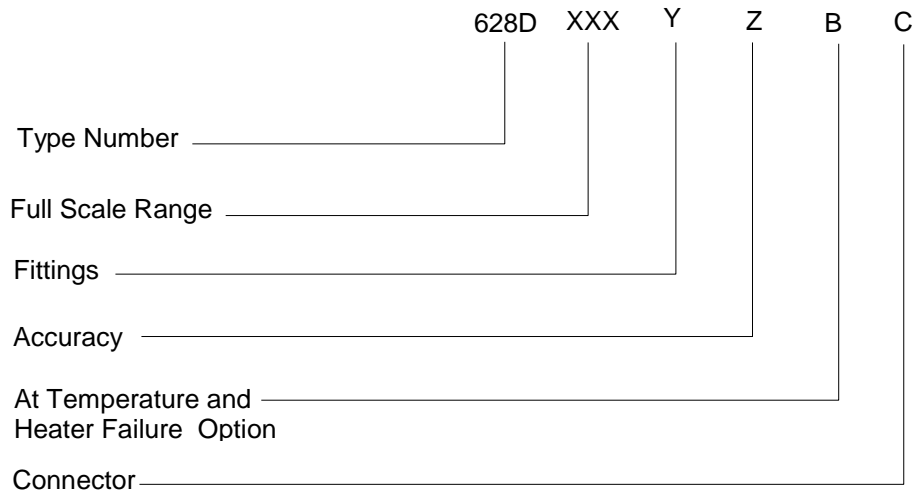 628D XXX Y Z B C
Type Number
Full Scale Range
Fittings
Accuracy
At Temperature and
Heater Failure Option
Connector